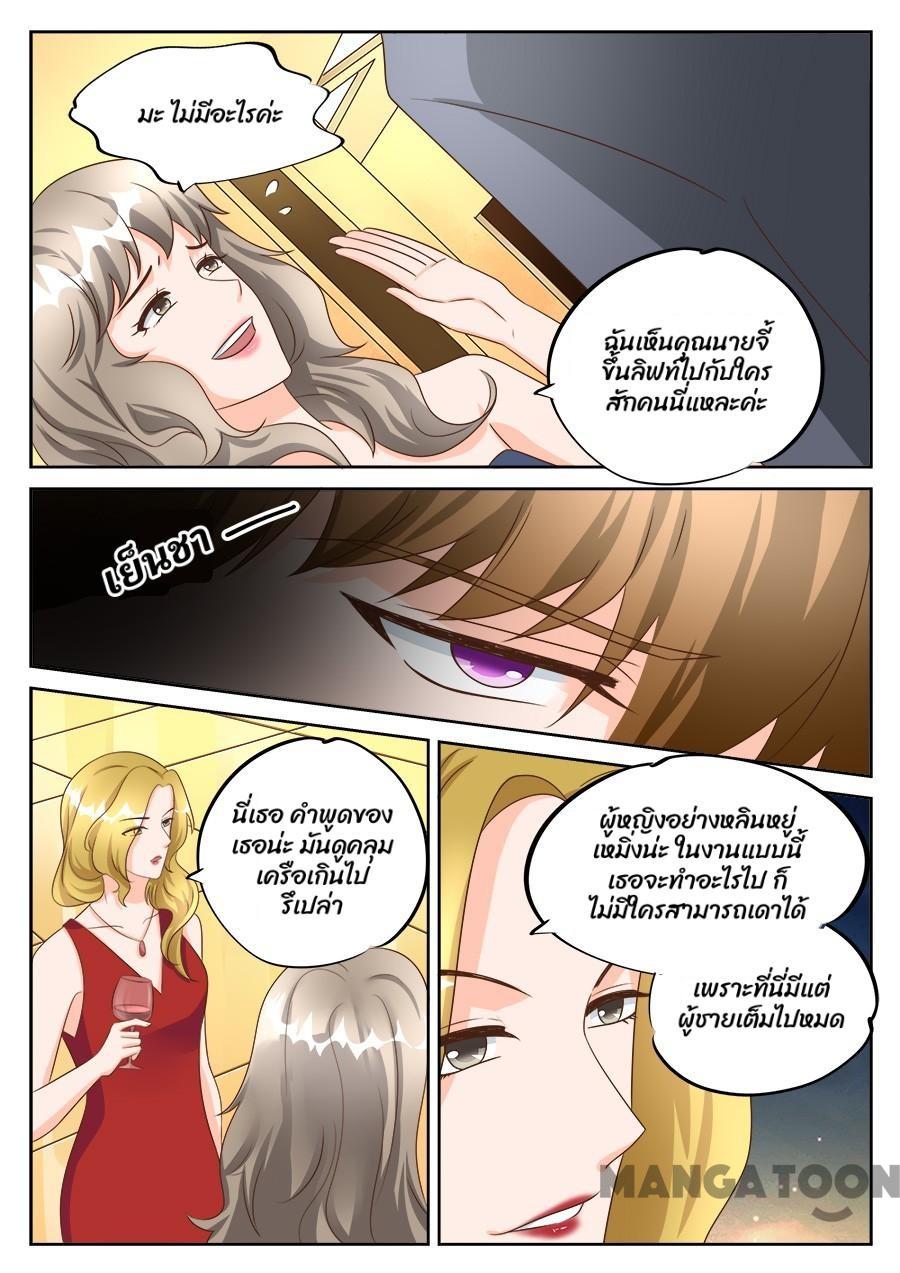 มะ ไม่มีอะไรค่ะ
ฉันเห็นคุณนายจี้
ขึ้นลิฟท์ไปกับใคร
สักคนนี่แหละค่ะ
เย็นชา
นี่เธอ คำพูดของ
เธอน่ะ มันดูคลุม
เครือเกินไป
รึเปล่า
ผู้หญิงอย่างหลินหยู่
เหมิ่งน่ะ ในงานแบบนี้
เธอจะทำอะไรไป ก็
ไม่มีใครสามารถเดาได้
เพราะที่นี่มีแต่
ผู้ชายเต็มไปหมด
MANGATOON